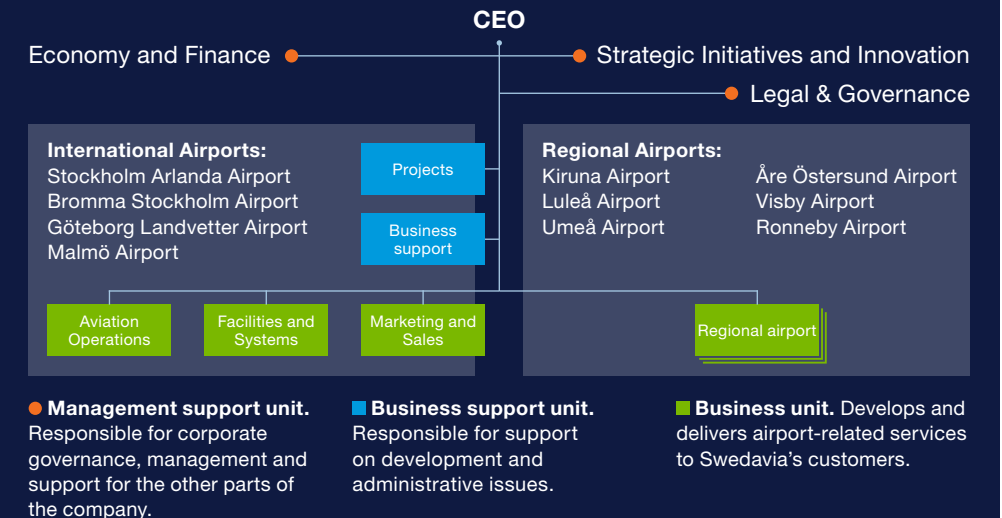 CEO
Economy and Finance
Strategic Initiatives and Innovation
Legal & Governance
International Airports:
Stockholm Arlanda Airport
Bromma Stockholm Airport
Göteborg Landvetter Airport
Malmö Airport
Projects
Business
support
Regional Airports:
Kiruna Airport
Luleå Airport
Umeå Airport
Åre Östersund Airport
Visby Airport
Ronneby Airport
Aviation
Operations
Facilities and
Systems
Marketing and
Sales
Regional airport
Management support unit.
Responsible for corporate
governance, management and
support for the other parts of
the company.
Business support unit.
Responsible for support
on development and
administrative issues.
Business unit. Develops and
delivers airport-related services
to Swedavia’s customers.